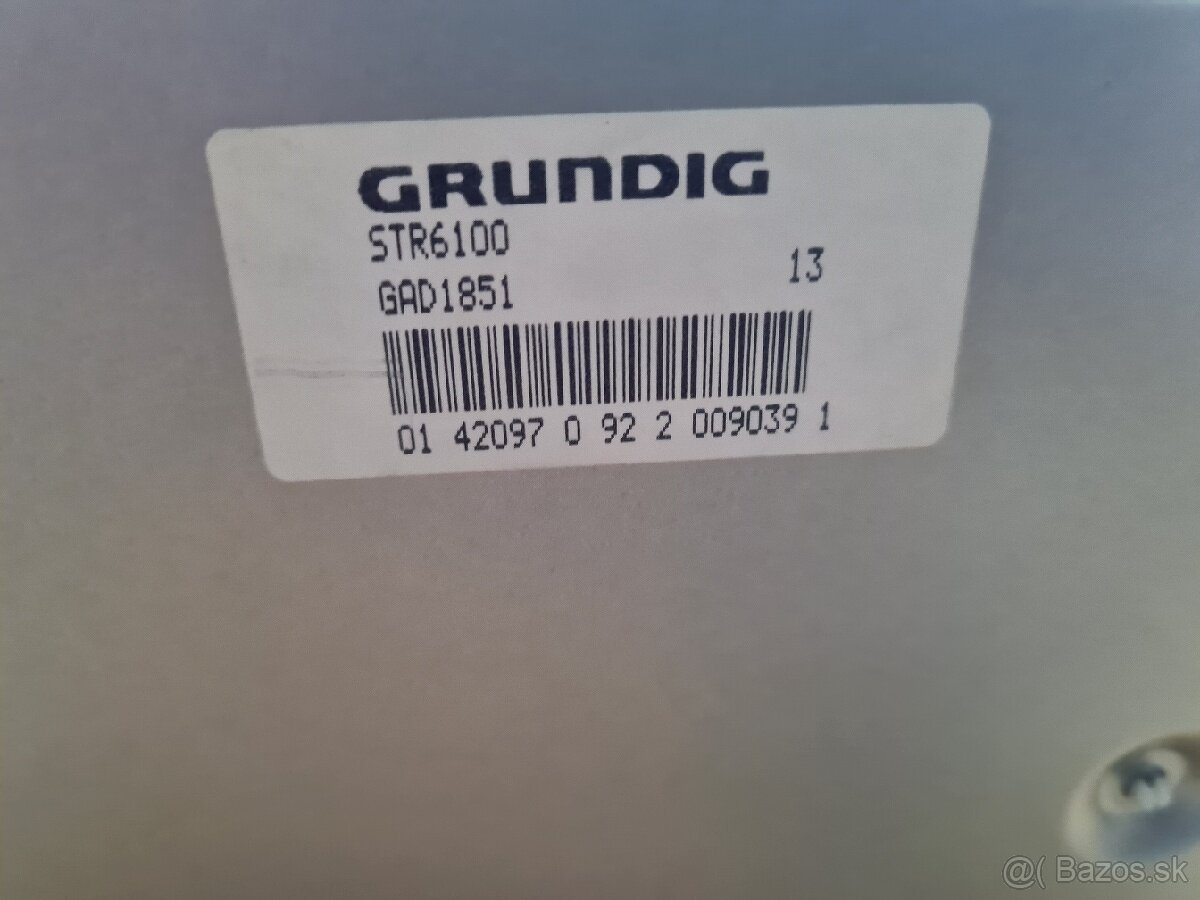 GRUNDIG
STR6100
GAD1851 13
01 42097 0 92 2 009039 1
@( Bazos.sk